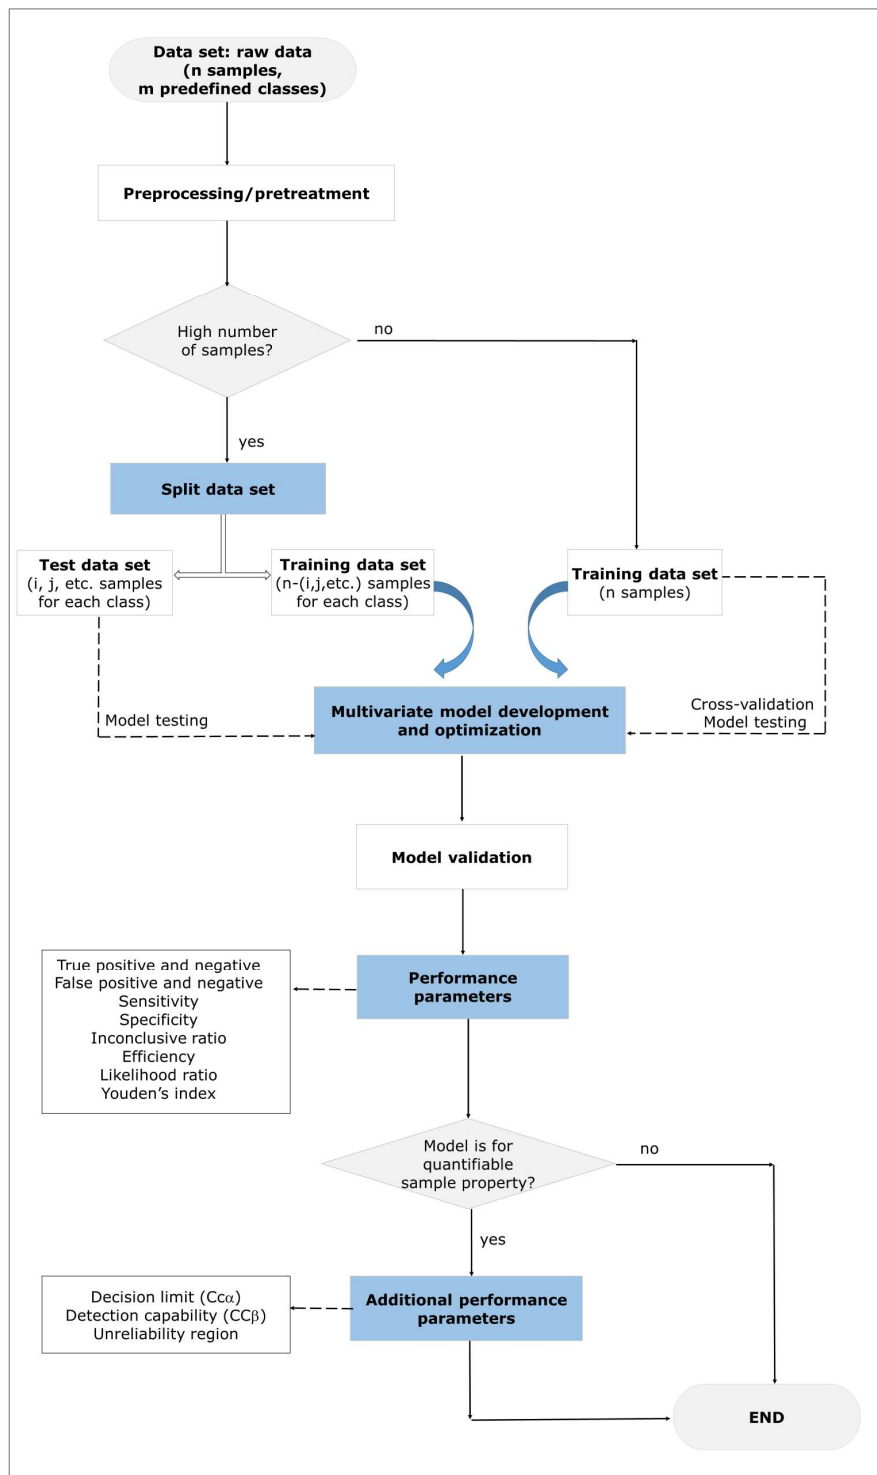 Data set: raw data
(n samples,
m predefined classes)
Preprocessing/pretreatment
High number
of samples?
no
yes
Split data set
Test data set
(i, j, etc. samples
for each class)
Training data set
(n-(i,j,etc.) samples
for each class)
Training data set
(n samples)
Multivariate model development
and optimization
Model testing
Cross-validation
Model testing
Model validation
True positive and negative
False positive and negative
Sensitivity
Specificity
Inconclusive ratio
Efficiency
Likelihood ratio
Youden’s index
Performance
parameters
Model is for
quantifiable
sample property?
no
yes
Decision limit (Ccα)
Detection capability (CCβ)
Unreliability region
Additional performance
parameters
END